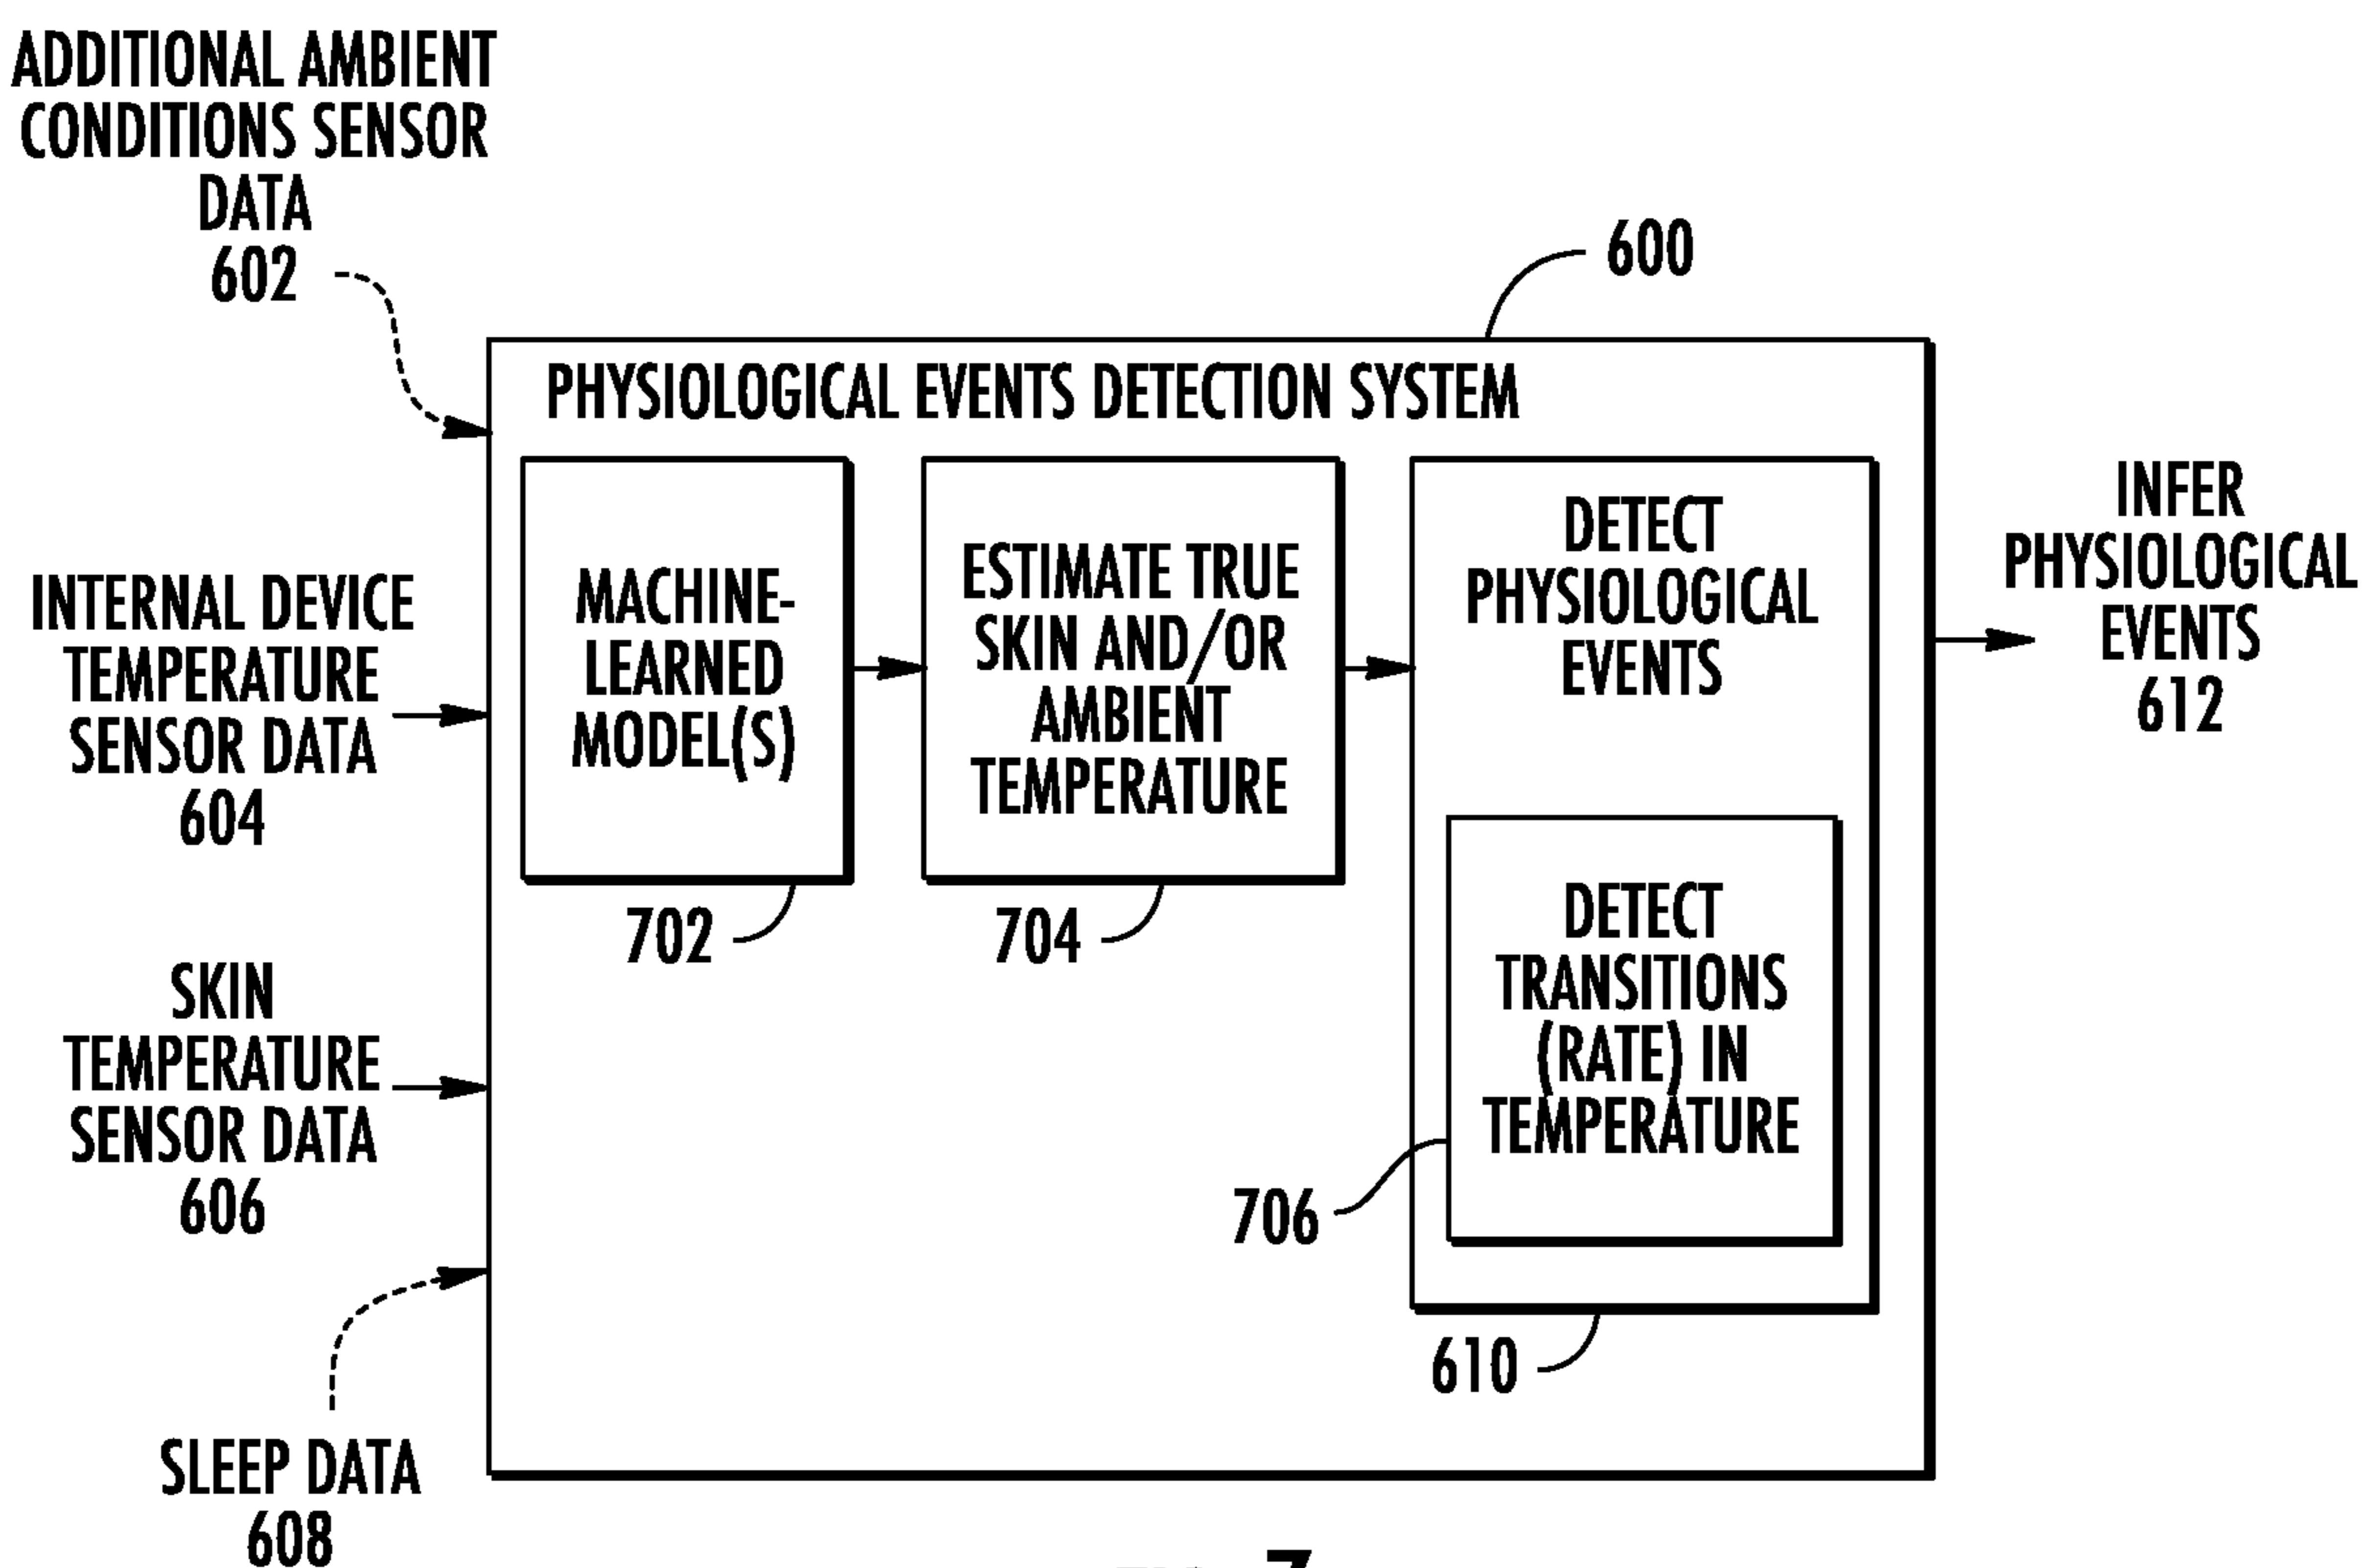 ADDITIONAL AMBIENT
CONDITIONS SENSOR
DATA
602
600
PHYSIOLOGICAL EVENTS DETECTION SYSTEM
INTERNAL DEVICE
TEMPERATURE
SENSOR DATA
604
SKIN
TEMPERATURE
SENSOR DATA
606
SLEEP DATA
608
MACHINE-
LEARNED
MODEL(S)
702
ESTIMATE TRUE
SKIN AND/OR
AMBIENT
TEMPERATURE
704
DETECT
PHYSIOLOGICAL
EVENTS
DETECT
TRANSITIONS
(RATE) IN
TEMPERATURE
706
610
INFER
PHYSIOLOGICAL
EVENTS
612